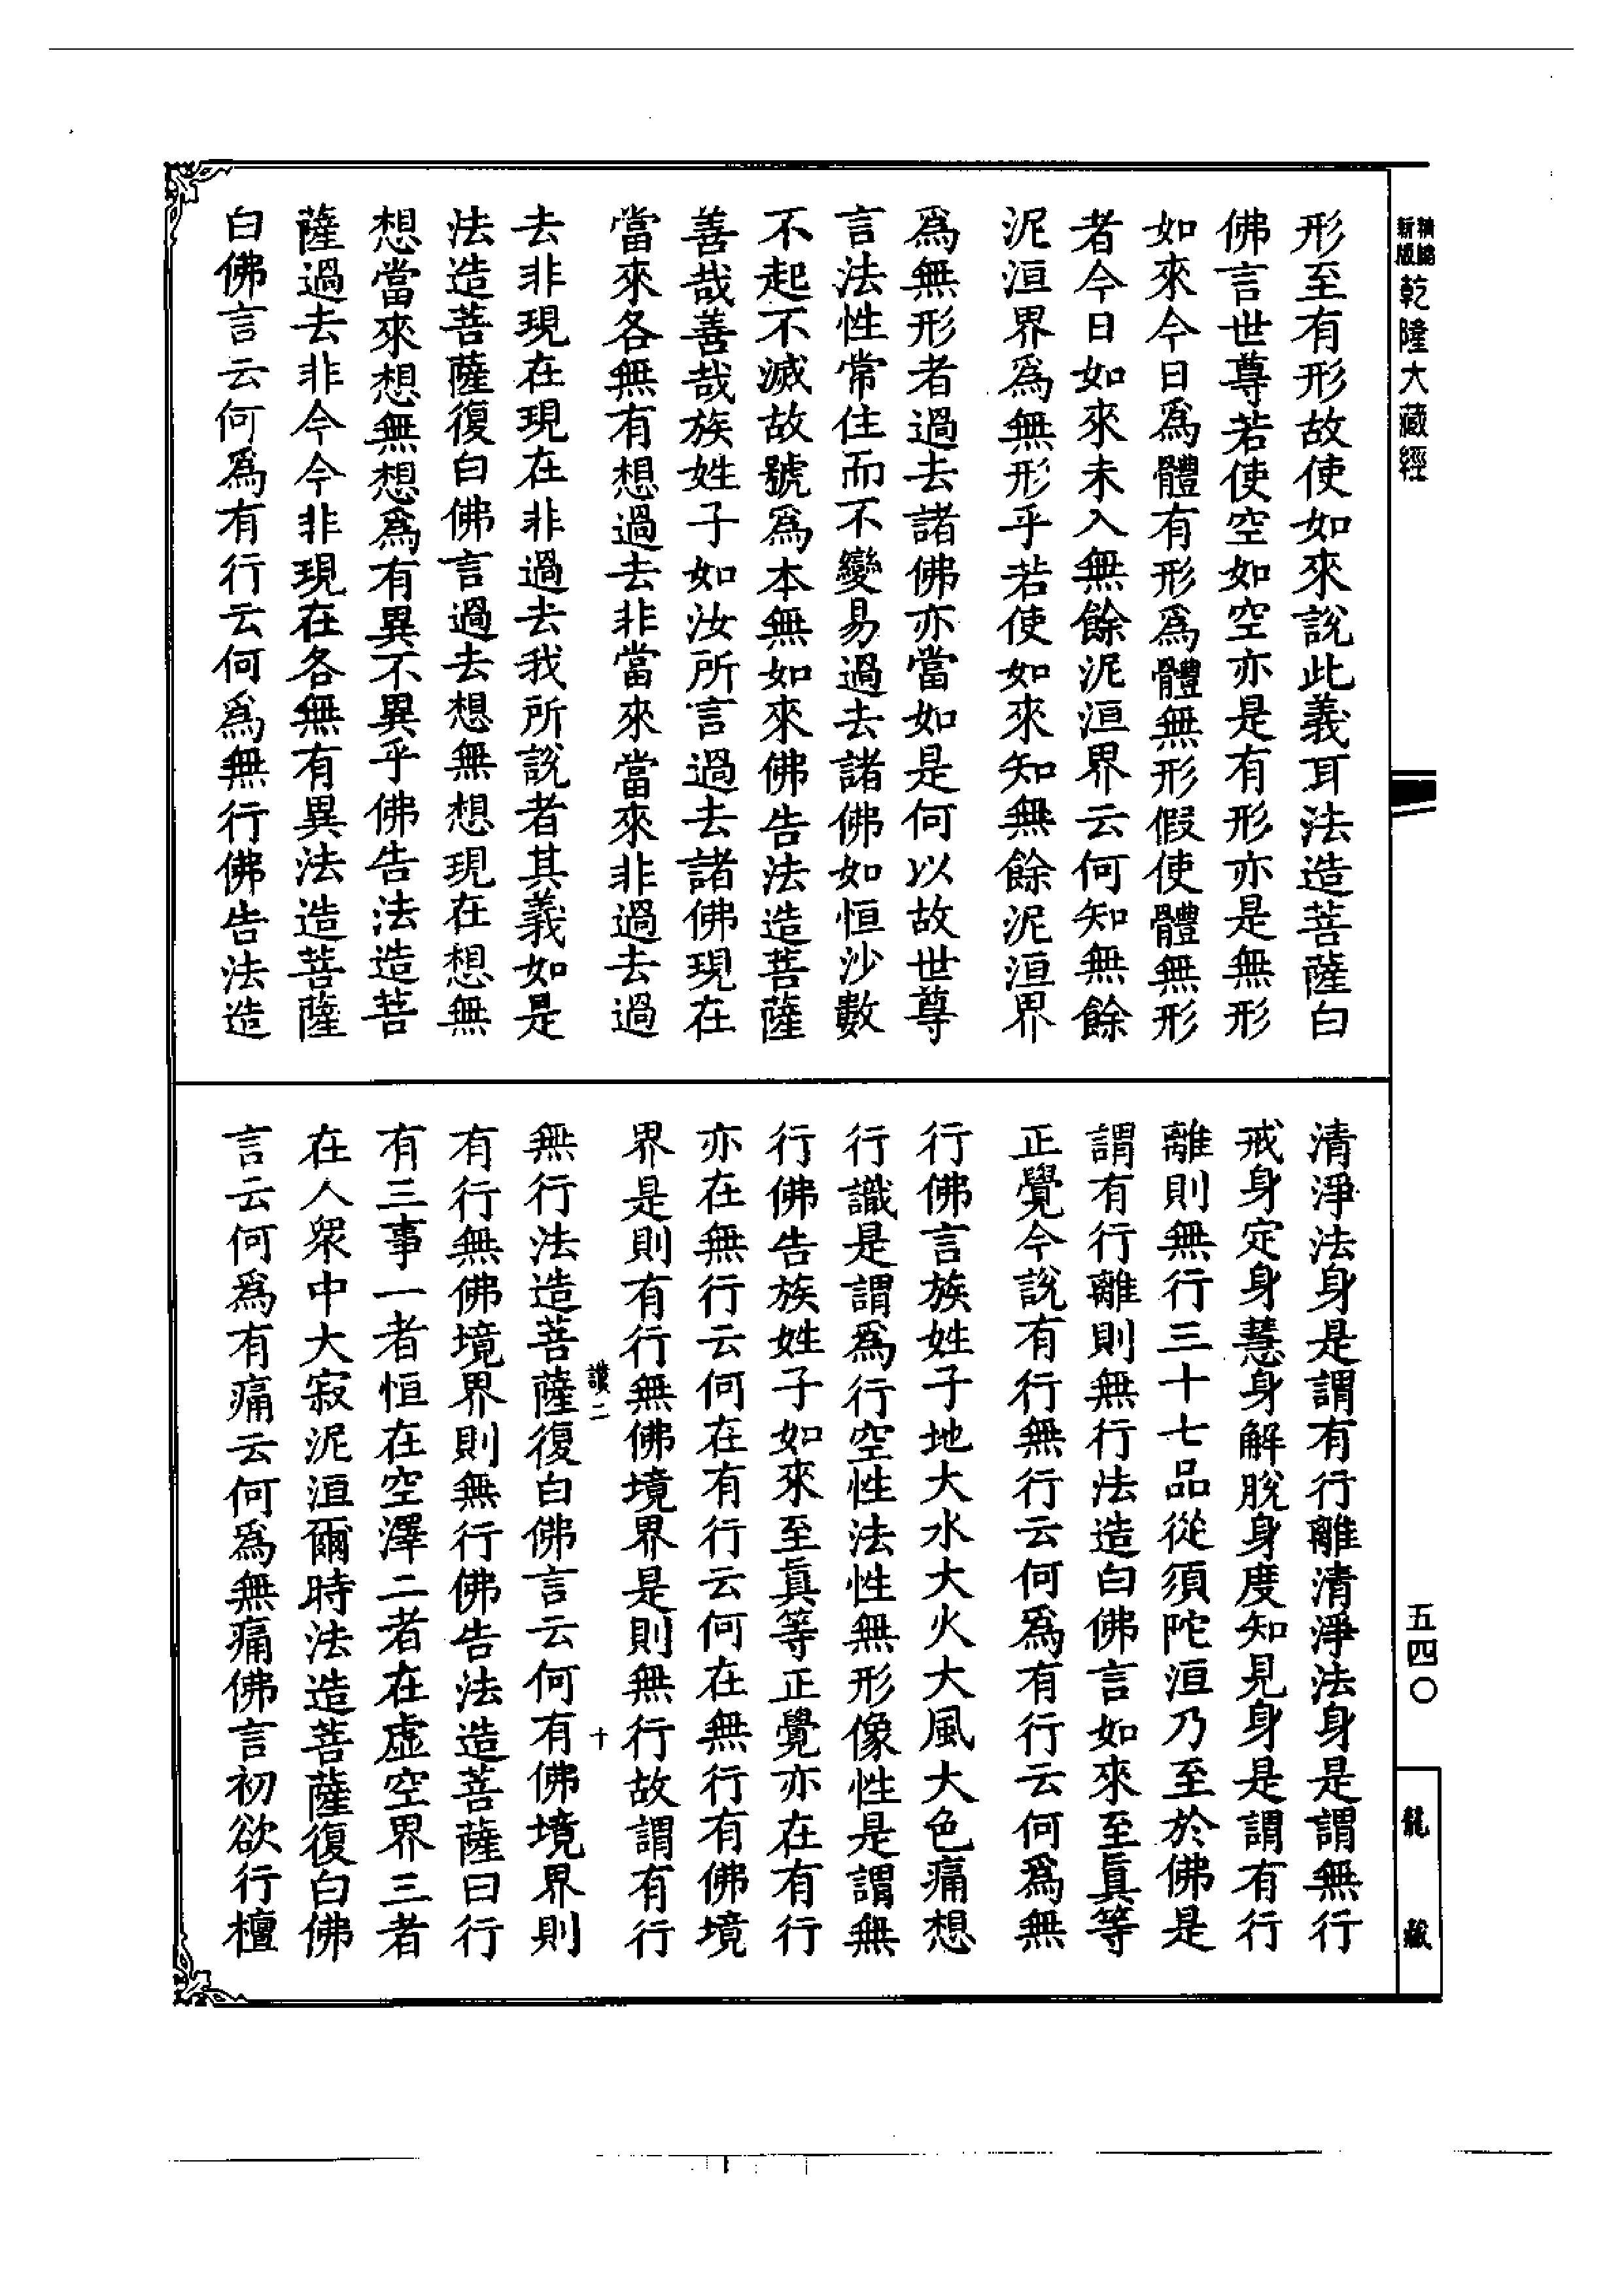 新版
精縮
乾隆大藏經
形至有形故使如來說此義耳法造菩薩白
佛言世尊若使空如空亦是有形亦是無形
如來今日爲體有形爲體無形假使體無形
者今日如來未入無餘泥洹界云何知無餘
泥洹界爲無形乎若使如來知無餘泥洹界
爲無形者過去諸佛亦當如是何以故世尊
言法性常住而不變易過去諸佛如恒沙數
不起不滅故號爲本無如來佛告法造菩薩
善哉善哉族姓子如汝所言過去諸佛現在
當來各無有想過去非當來當來非過去過
去非現在現在非過去我所說者其義如是
法造菩薩復白佛言過去想無想現在想無
想當來想無想爲有異不異乎佛告法造菩
薩過去非今今非現在各無有異法造菩薩
白佛言云何爲有行云何爲無行佛告法造
清淨法身是謂有行離清淨法身是謂無行
戒身定身慧身解脫身度知見身是謂有行
離則無行三十七品從須陀洹乃至於佛是
謂有行離則無行法造白佛言如來至眞等
正覺今說有行無行云何爲有行云何爲無
行佛言族姓子地大水大火大風大色痛想
行識是謂爲行空性法性無形像性是謂無
行佛告族姓子如來至眞等正覺亦在有行
亦在無行云何在有行云何在無行有佛境
界是則有行無佛境界是則無行故謂有行
讚二
十
無行法造菩薩復白佛言云何有佛境界則
有行無佛境界則無行佛告法造菩薩曰行
有三事一者恒在空澤二者在虛空界三者
在人眾中大寂泥洹爾時法造菩薩復白佛
言云何爲有痛云何爲無痛佛言初欲行檀
五四〇
龍藏